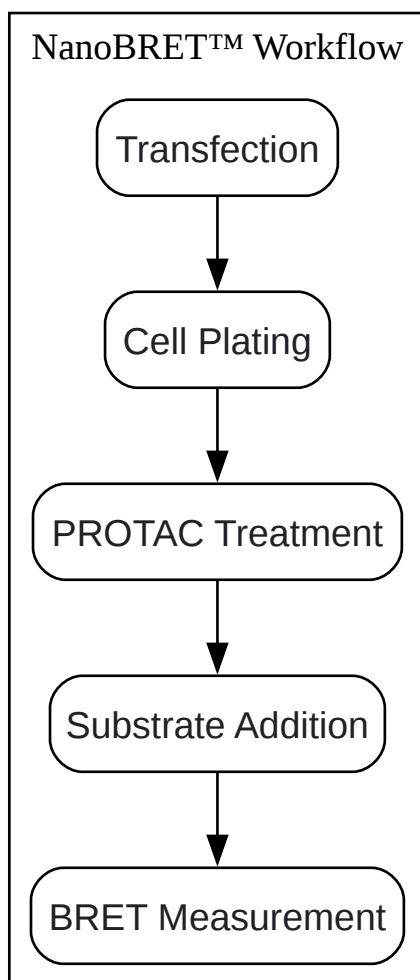 NanoBRET™ Workflow
Transfection
Cell Plating
PROTAC Treatment
Substrate Addition
BRET Measurement